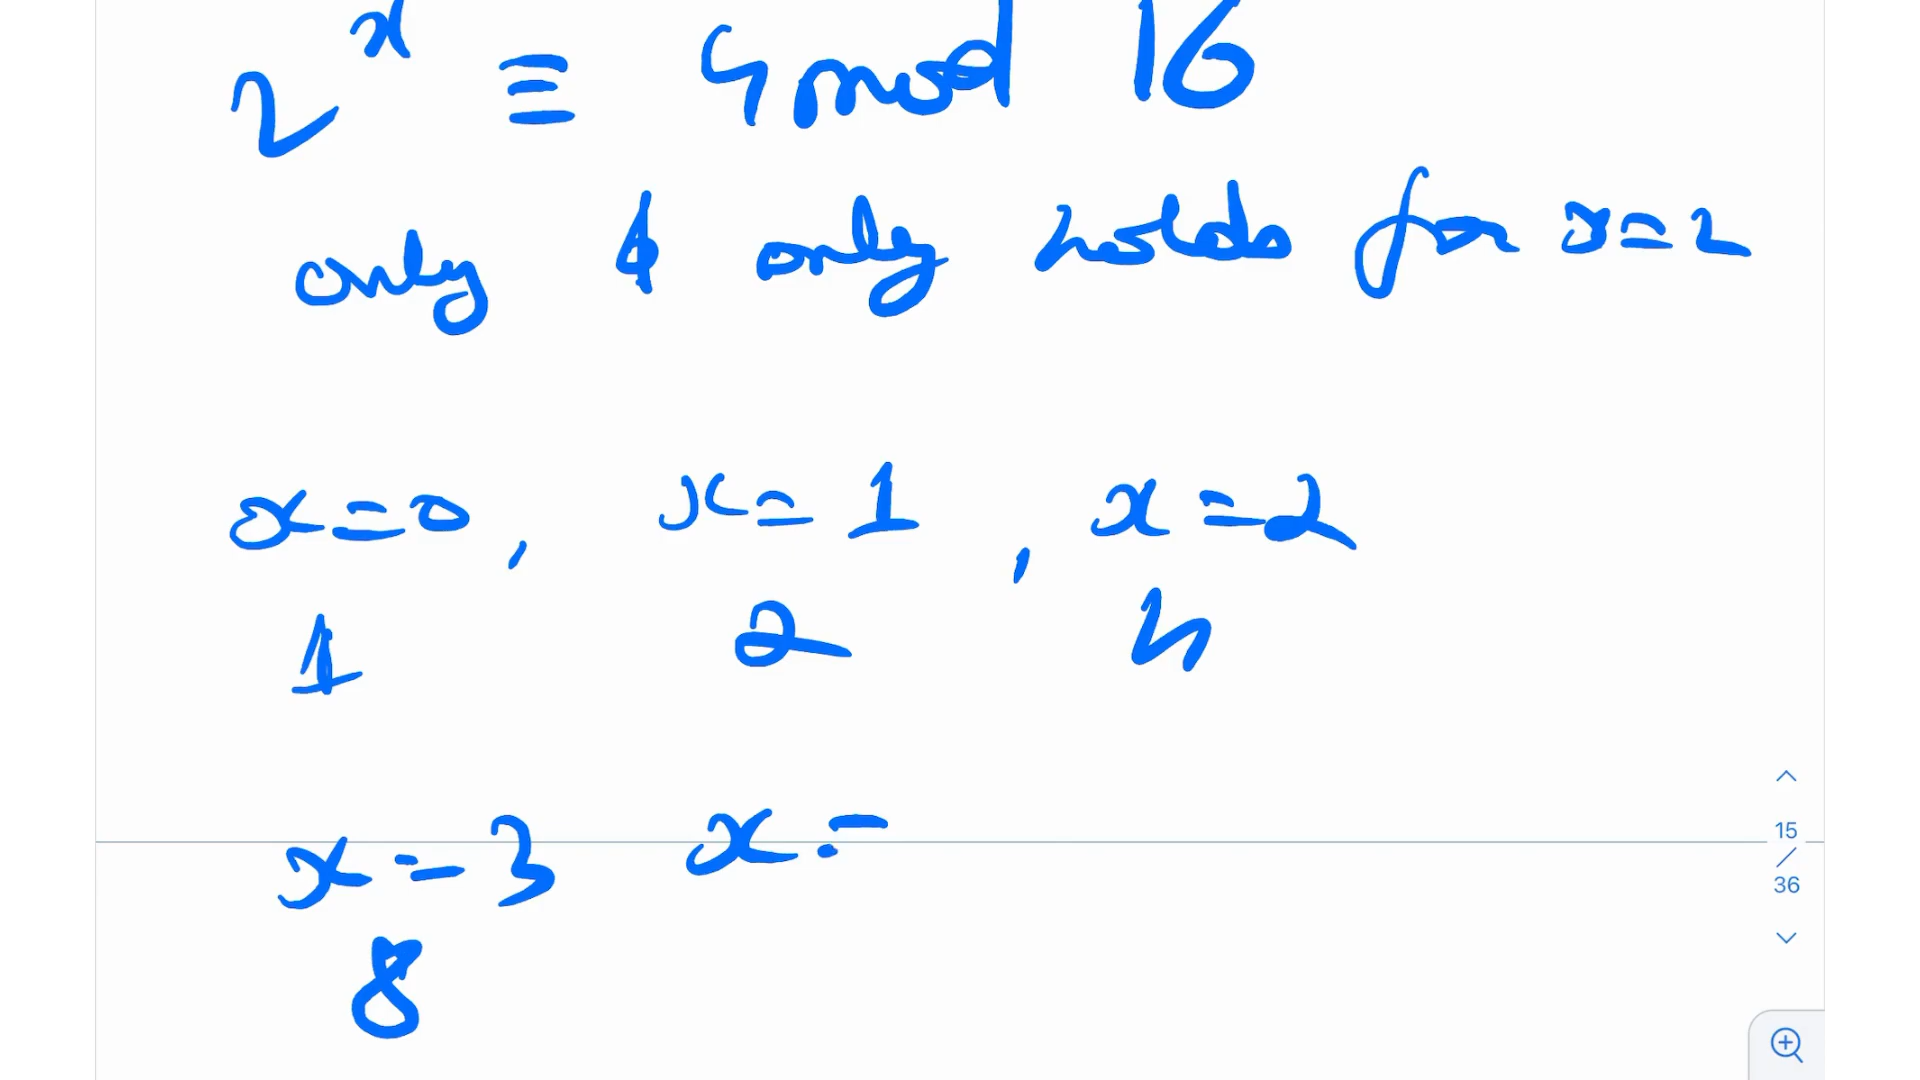 2^x ≡ 4 mod 16
only & only holds for x=2
x=0, x=1, x=2
1 2 4
x=3 x=
8
15
/
36